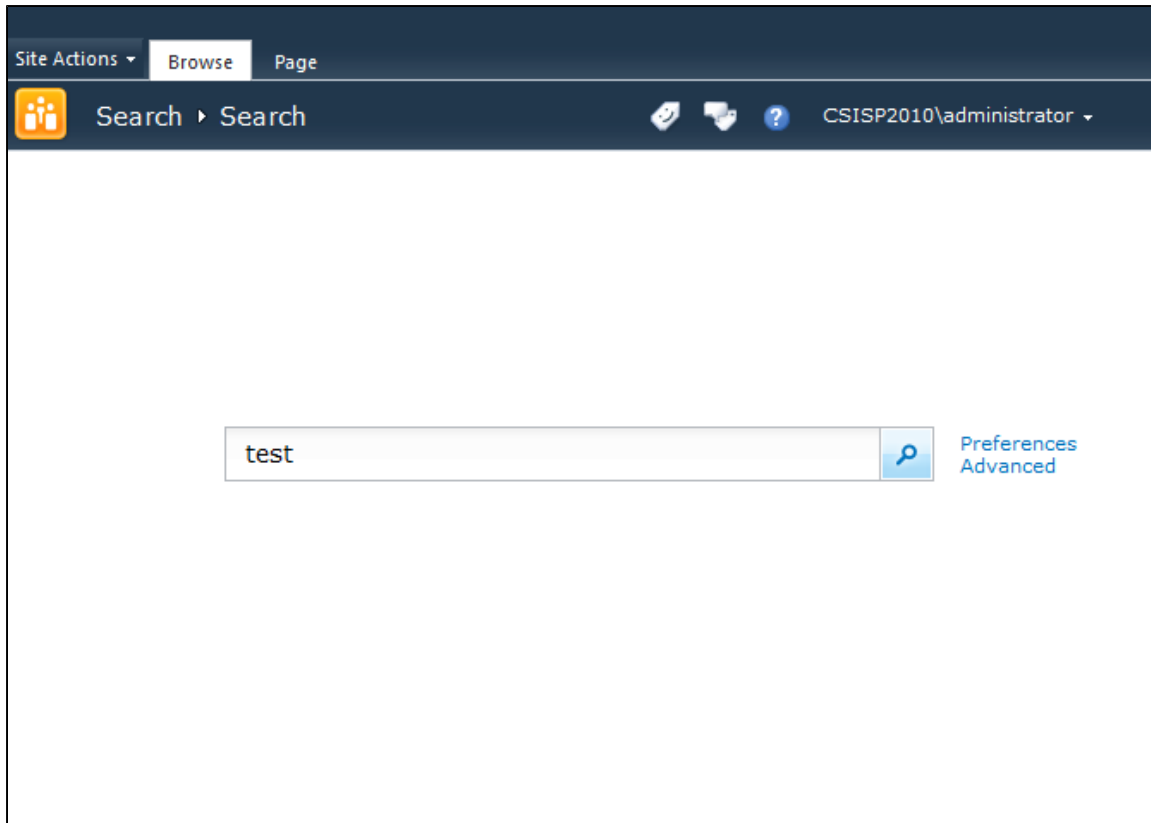 Site Actions
Browse
Page
Search
Search
CSISP2010\administrator
test
Preferences
Advanced